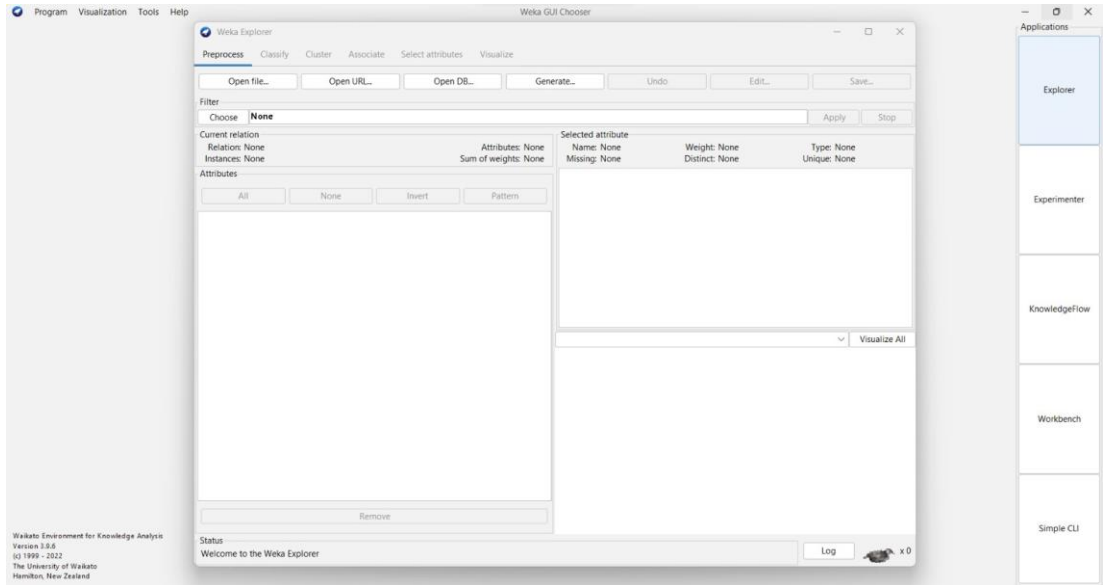 Program Visualization Tools Help
Weka GUI Chooser
Applications
Weka Explorer
Preprocess Classify Cluster Associate Select attributes Visualize
Open file... Open URL... Open DB... Generate... Undo Edit... Save...
Filter
Choose None Apply Stop
Current relation
Relation: None Attributes: None
Instances: None Sum of weights: None
Selected attribute
Name: None Weight: None Type: None
Missing: None Distinct: None Unique: None
Attributes
All None Invert Pattern
Visualize All
Remove
Status
Welcome to the Weka Explorer
Log x 0
Explorer
Experimenter
KnowledgeFlow
Workbench
Simple CLI
Waikato Environment for Knowledge Analysis
Version 3.8.6
(c) 1999 - 2022
The University of Waikato
Hamilton, New Zealand